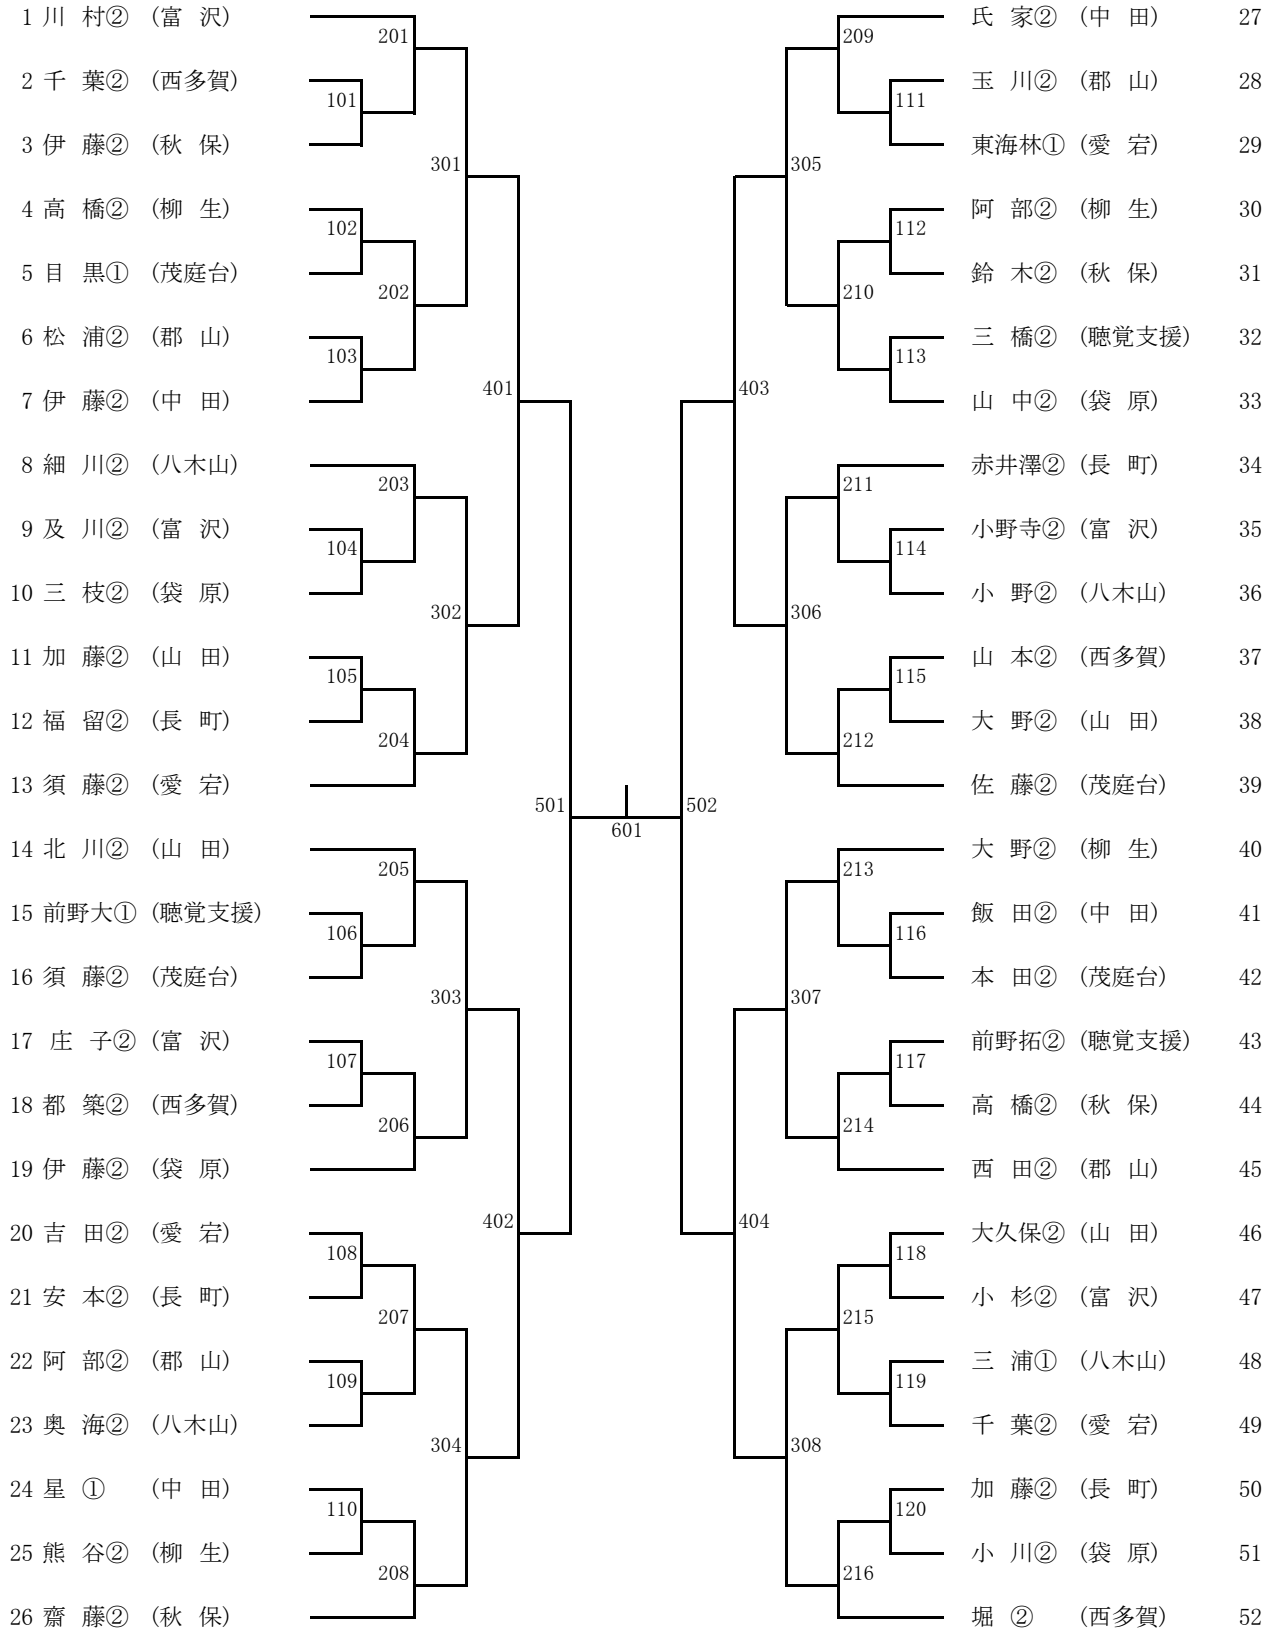 1 川 村② (富 沢)
201
2 千 葉② (西多賀)
101
3 伊 藤② (秋 保)
301
4 高 橋② (柳 生)
102
5 目 黒① (茂庭台)
202
6 松 浦② (郡 山)
103
7 伊 藤② (中 田)
401
8 細 川② (八木山)
203
9 及 川② (富 沢)
104
10 三 枝② (袋 原)
302
11 加 藤② (山 田)
105
12 福 留② (長 町)
204
13 須 藤② (愛 宕)
501
14 北 川② (山 田)
205
15 前野大① (聴覚支援)
106
16 須 藤② (茂庭台)
303
17 庄 子② (富 沢)
107
18 都 築② (西多賀)
206
19 伊 藤② (袋 原)
402
20 吉 田② (愛 宕)
108
21 安 本② (長 町)
207
22 阿 部② (郡 山)
109
23 奥 海② (八木山)
304
24 星 ① (中 田)
110
25 熊 谷② (柳 生)
208
26 齋 藤② (秋 保)
601
氏 家② (中 田) 27
209
玉 川② (郡 山) 28
111
東海林① (愛 宕) 29
305
阿 部② (柳 生) 30
112
鈴 木② (秋 保) 31
210
三 橋② (聴覚支援) 32
113
山 中② (袋 原) 33
403
赤井澤② (長 町) 34
211
小野寺② (富 沢) 35
114
小 野② (八木山) 36
306
山 本② (西多賀) 37
115
大 野② (山 田) 38
212
佐 藤② (茂庭台) 39
502
大 野② (柳 生) 40
213
飯 田② (中 田) 41
116
本 田② (茂庭台) 42
307
前野拓② (聴覚支援) 43
117
高 橋② (秋 保) 44
214
西 田② (郡 山) 45
404
大久保② (山 田) 46
118
小 杉② (富 沢) 47
215
三 浦① (八木山) 48
119
千 葉② (愛 宕) 49
308
加 藤② (長 町) 50
120
小 川② (袋 原) 51
216
堀 ② (西多賀) 52